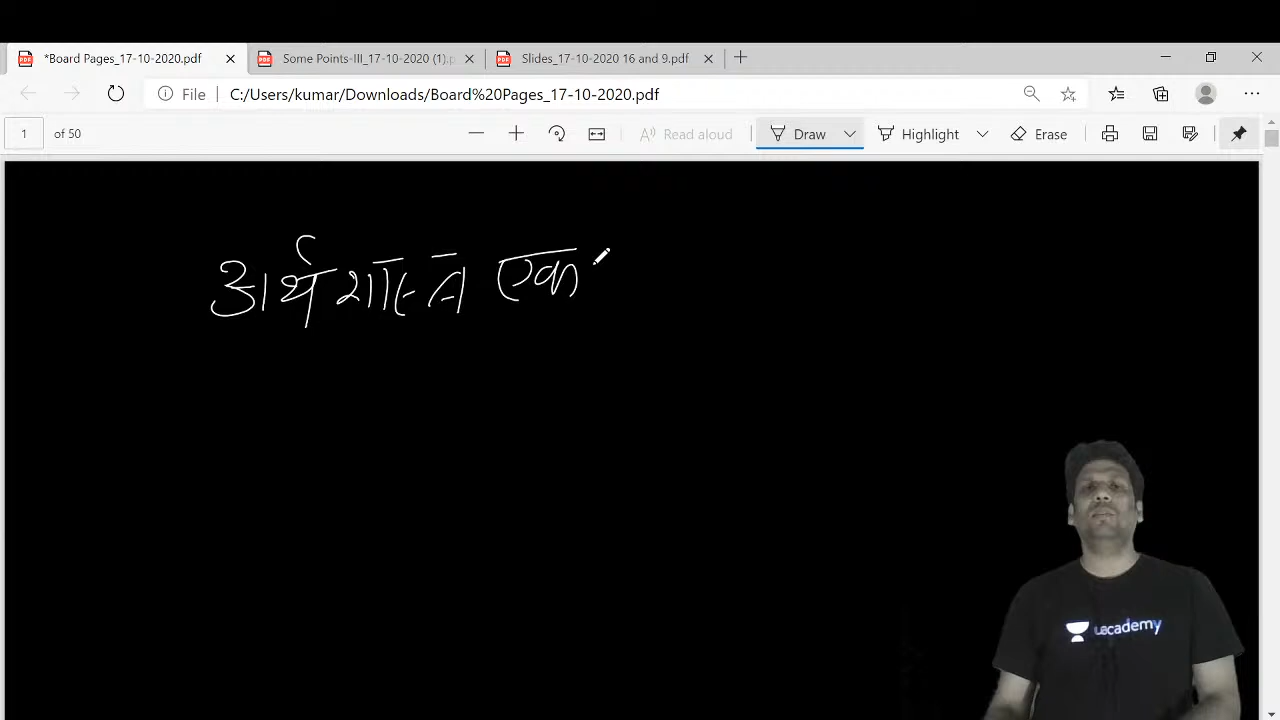 *Board Pages_17-10-2020.pdf Some Points-III_17-10-2020 (1).p Slides_17-10-2020 16 and 9.pdf
File C:/Users/kumar/Downloads/Board%20Pages_17-10-2020.pdf
1 of 50 Read aloud Draw Highlight Erase
अर्थशास्त्र एक
unacademy